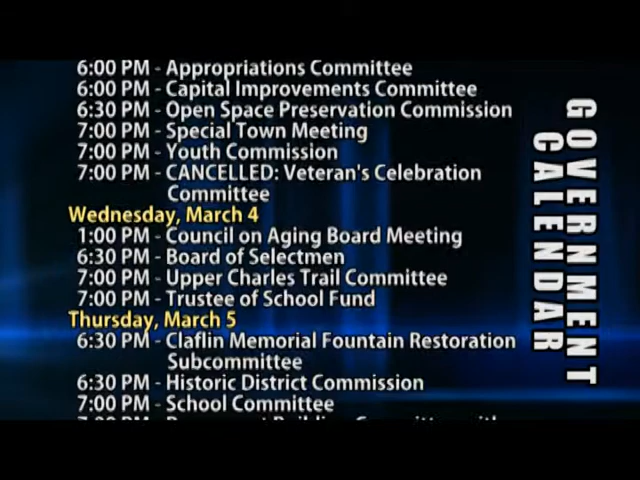 6:00 PM - Appropriations Committee
6:00 PM - Capital Improvements Committee
6:30 PM - Open Space Preservation Commission
7:00 PM - Special Town Meeting
7:00 PM - Youth Commission
7:00 PM - CANCELLED: Veteran's Celebration
Committee
Wednesday, March 4
1:00 PM - Council on Aging Board Meeting
6:30 PM - Board of Selectmen
7:00 PM - Upper Charles Trail Committee
7:00 PM - Trustee of School Fund
Thursday, March 5
6:30 PM - Claflin Memorial Fountain Restoration
Subcommittee
6:30 PM - Historic District Commission
7:00 PM - School Committee
GOVERNMENT
CALENDAR